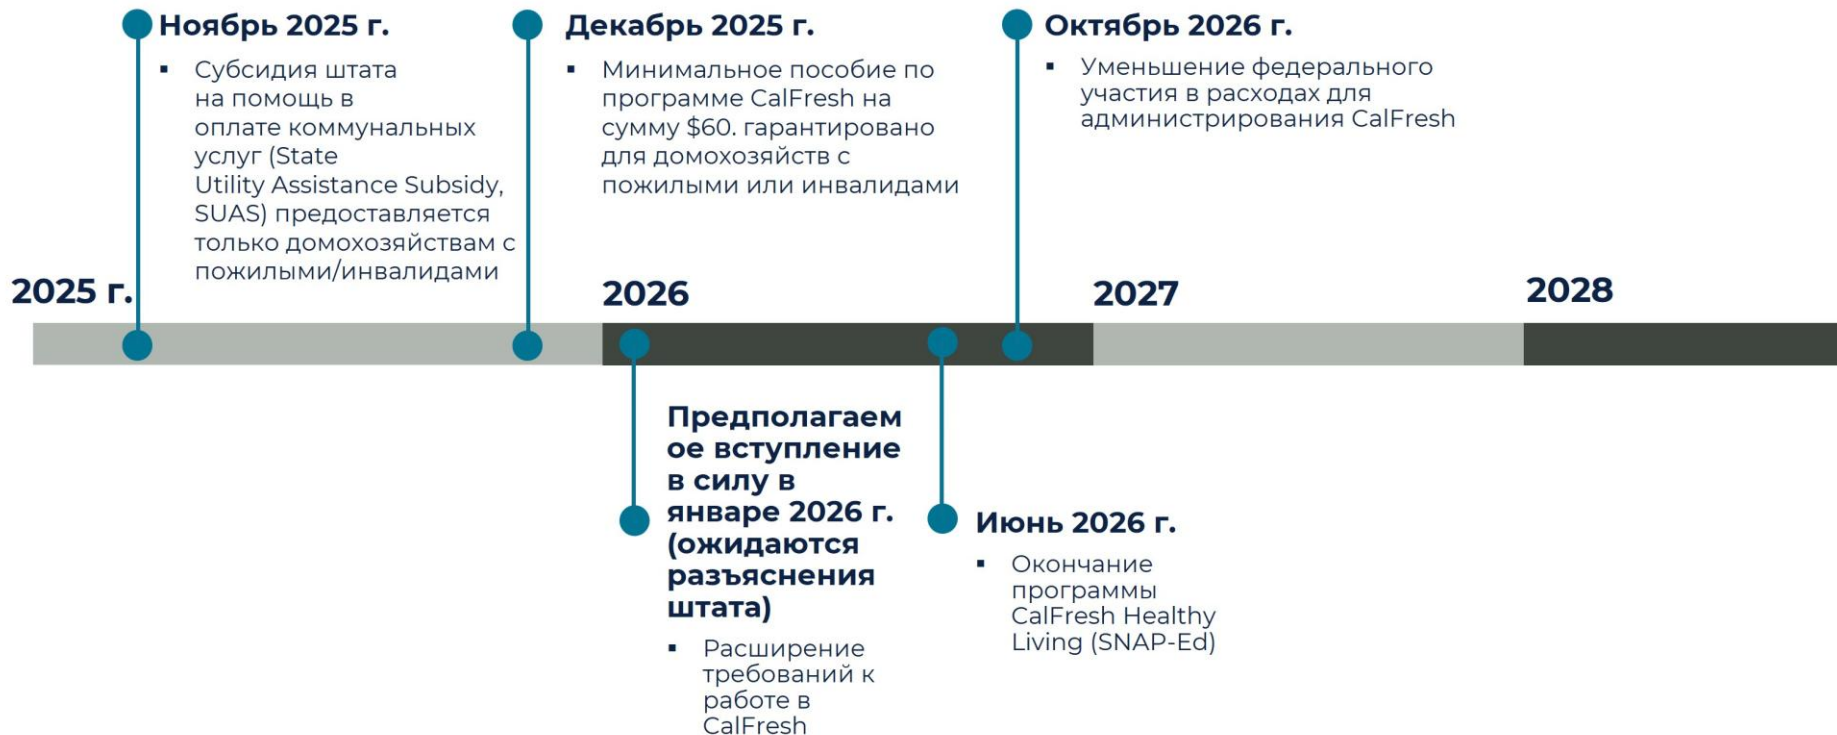 Ноябрь 2025 г.
▪ Субсидия штата
на помощь в
оплате коммунальных
услуг (State
Utility Assistance Subsidy,
SUAS) предоставляется
только домохозяйствам с
пожилыми/инвалидами
Декабрь 2025 г.
▪ Минимальное пособие по
программе CalFresh на
сумму $60. гарантировано
для домохозяйств с
пожилыми или инвалидами
Октябрь 2026 г.
▪ Уменьшение федерального
участия в расходах для
администрирования CalFresh
2025 г.
2026
2027
2028
Предполагаем
ое вступление
в силу в
январе 2026 г.
(ожидаются
разъяснения
штата)
▪ Расширение
требований к
работе в
CalFresh
Июнь 2026 г.
▪ Окончание
программы
CalFresh Healthy
Living (SNAP-Ed)